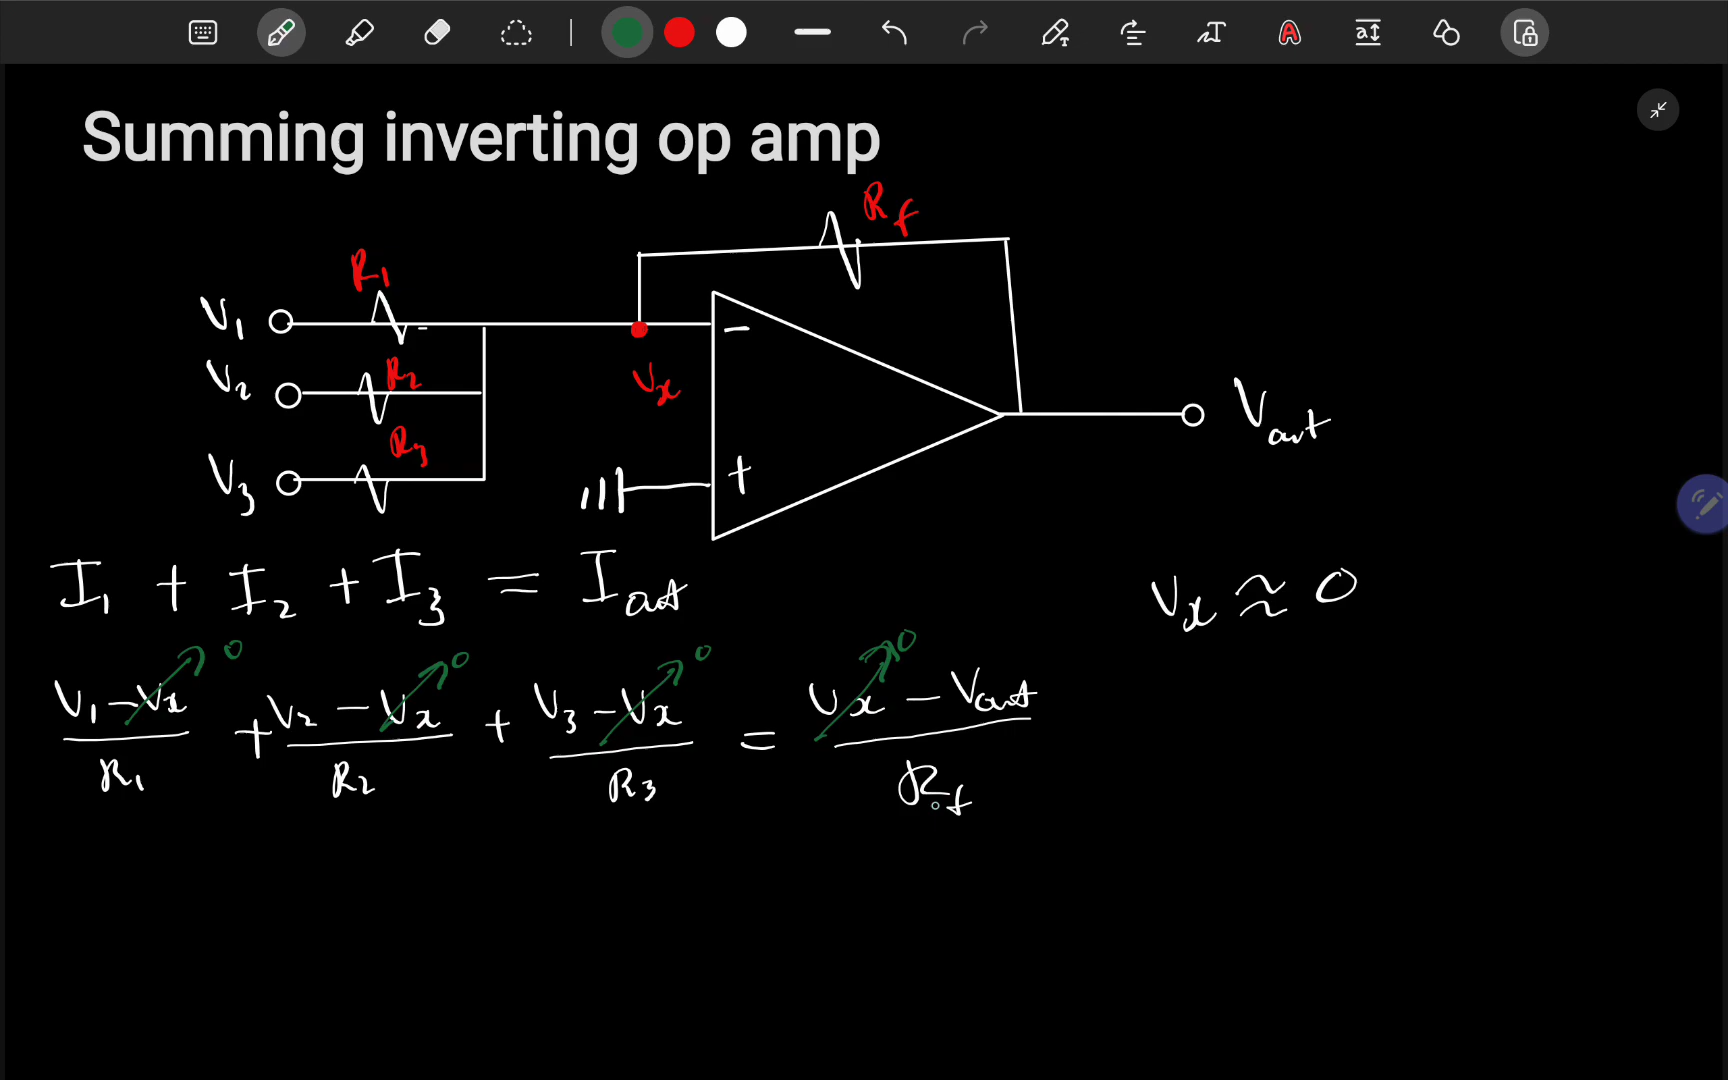 Summing inverting op amp
R₁
R f
V₁
V₂
R₂
V₃
R₃
Vₓ
−
+
Vout
I₁ + I₂ + I₃ = Iout
Vₓ ≈ 0
0 0 0 0
(V₁ − Vₓ)/R₁ + (V₂ − Vₓ)/R₂ + (V₃ − Vₓ)/R₃ = (Vₓ − Vout)/Rf